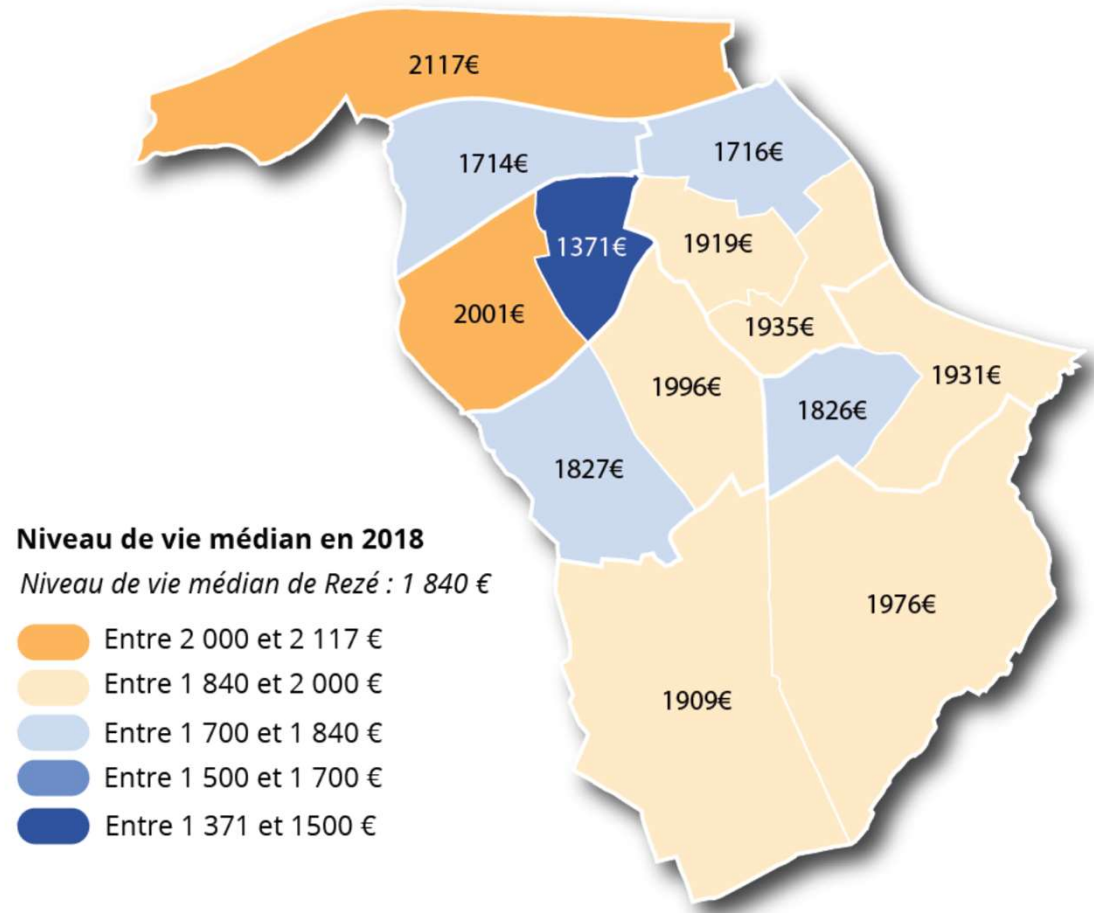 2117€
1714€
1716€
1371€
1919€
2001€
1935€
1996€
1931€
1826€
1827€
Niveau de vie médian en 2018
Niveau de vie médian de Rezé : 1 840 €
Entre 2 000 et 2 117 €
Entre 1 840 et 2 000 €
Entre 1 700 et 1 840 €
Entre 1 500 et 1 700 €
Entre 1 371 et 1500 €
1976€
1909€